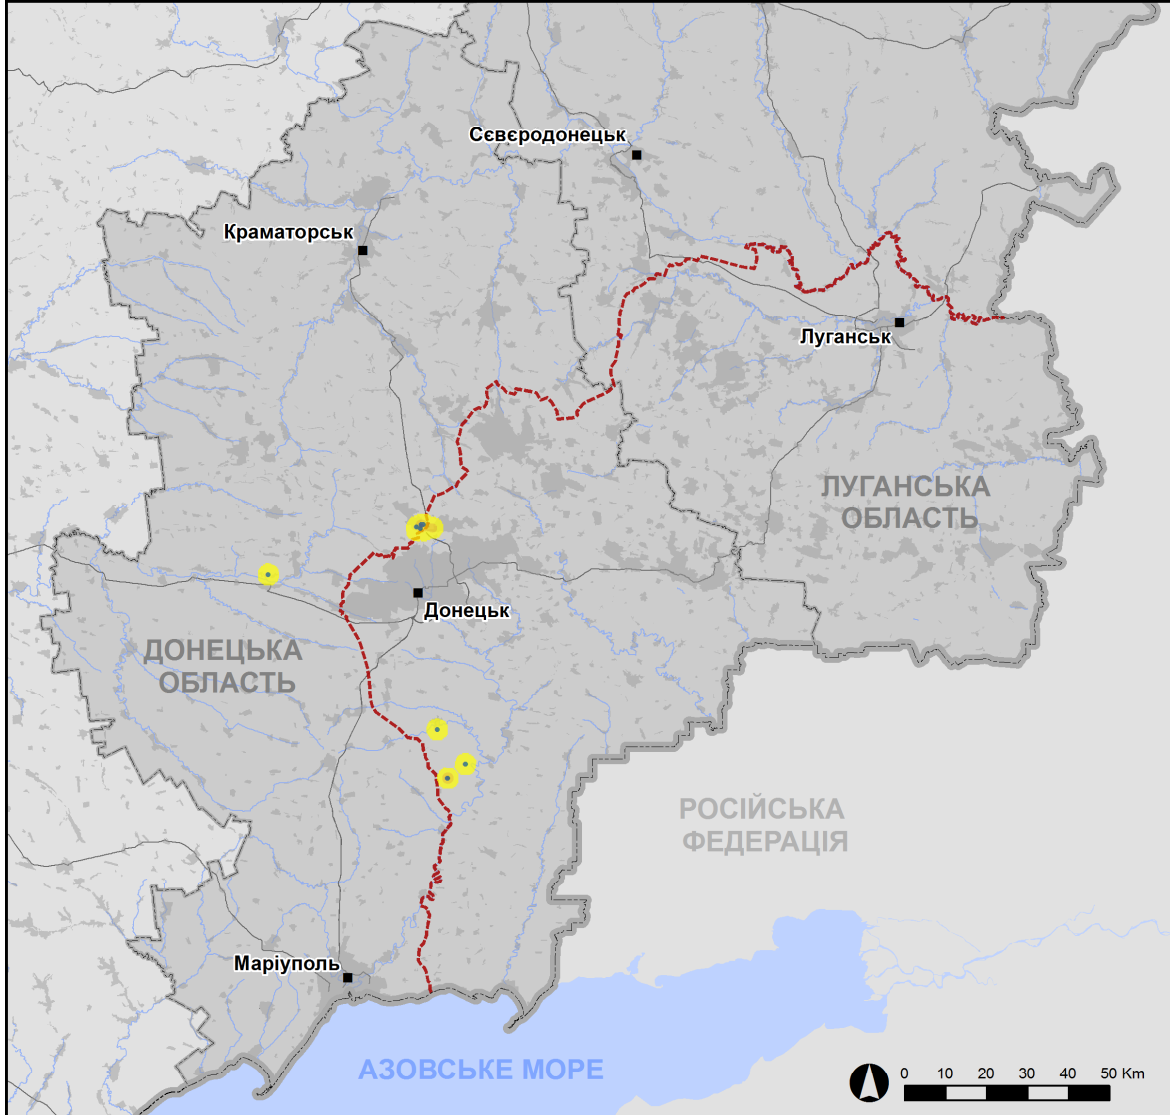 Сєвєродонецьк
Краматорськ
Луганськ
ЛУГАНСЬКА
ОБЛАСТЬ
Донецьк
ДОНЕЦЬКА
ОБЛАСТЬ
РОСІЙСЬКА
ФЕДЕРАЦІЯ
Маріуполь
АЗОВСЬКЕ МОРЕ
0 10 20 30 40 50 Km